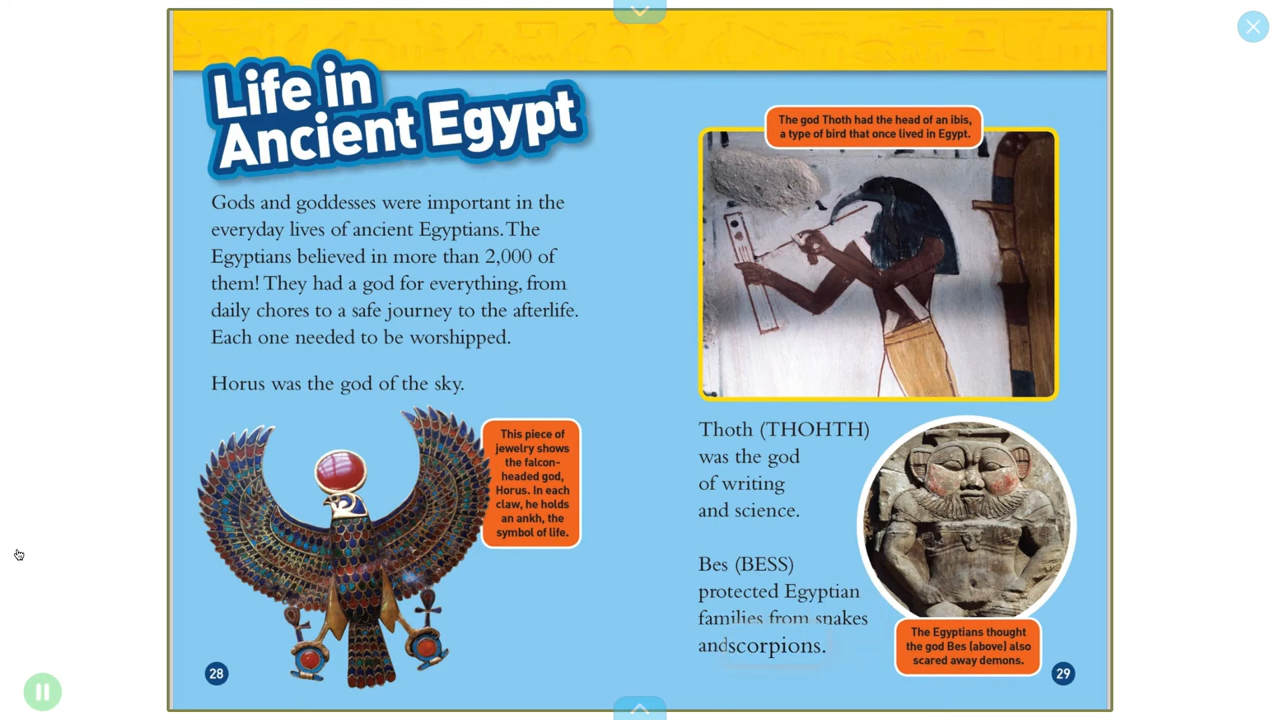 Life in
Ancient Egypt
Gods and goddesses were important in the
everyday lives of ancient Egyptians. The
Egyptians believed in more than 2,000 of
them! They had a god for everything, from
daily chores to a safe journey to the afterlife.
Each one needed to be worshipped.
Horus was the god of the sky.
This piece of
jewelry shows
the falcon-
headed god,
Horus. In each
claw, he holds
an ankh, the
symbol of life.
28
The god Thoth had the head of an ibis,
a type of bird that once lived in Egypt.
Thoth (THOHTH)
was the god
of writing
and science.
Bes (BESS)
protected Egyptian
families from snakes
and scorpions.
The Egyptians thought
the god Bes (above) also
scared away demons.
29